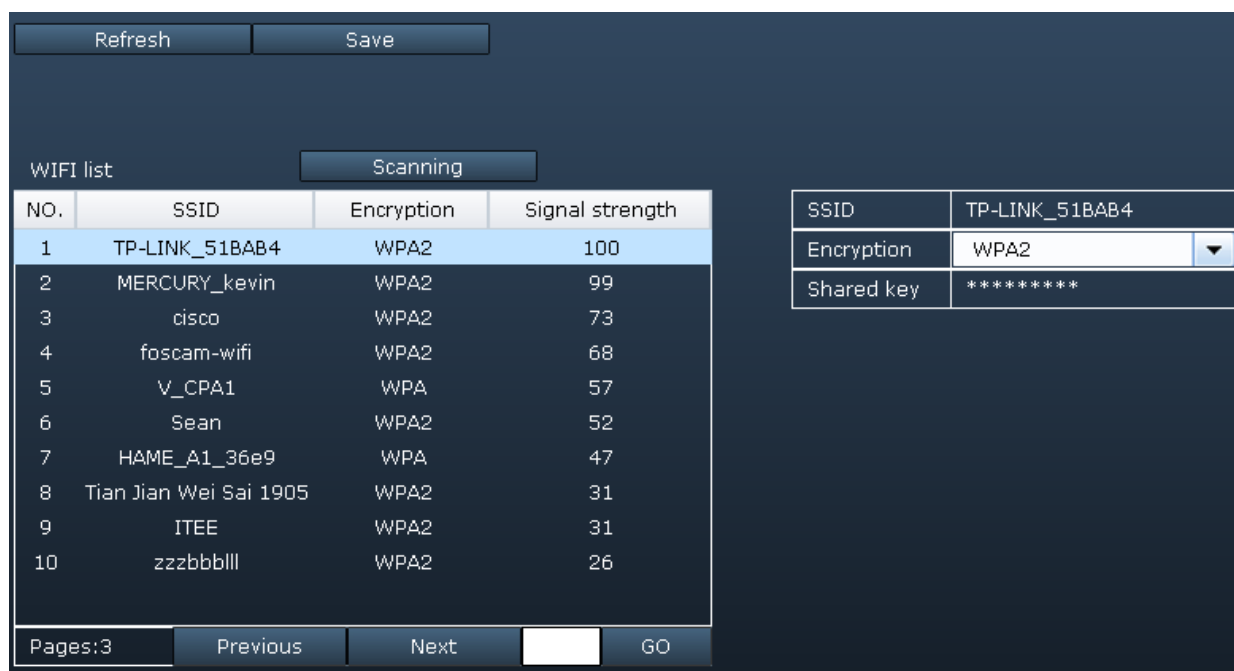 Refresh Save
WIFI list Scanning
NO. SSID Encryption Signal strength
1 TP-LINK_51BAB4 WPA2 100
2 MERCURY_kevin WPA2 99
3 cisco WPA2 73
4 foscam-wifi WPA2 68
5 V_CPA1 WPA 57
6 Sean WPA2 52
7 HAME_A1_36e9 WPA 47
8 Tian Jian Wei Sai 1905 WPA2 31
9 ITEE WPA2 31
10 zzzbbblll WPA2 26
Pages:3 Previous Next GO
SSID TP-LINK_51BAB4
Encryption WPA2
Shared key *********